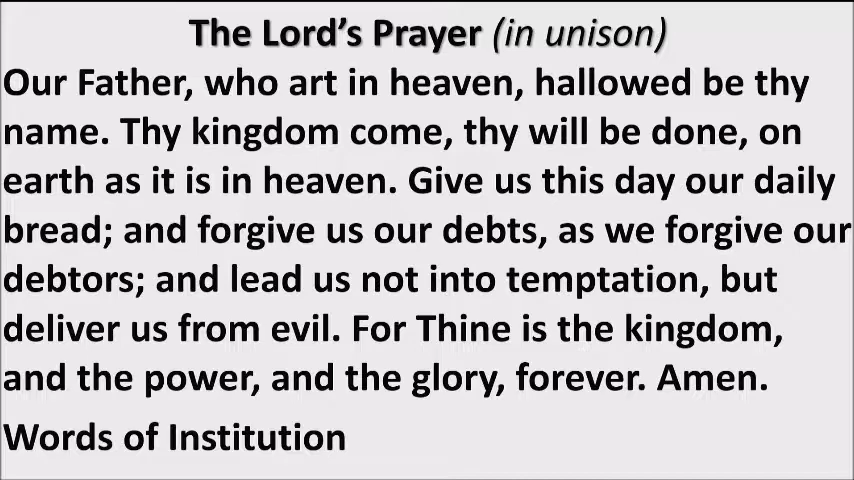 The Lord’s Prayer (in unison)
Our Father, who art in heaven, hallowed be thy
name. Thy kingdom come, thy will be done, on
earth as it is in heaven. Give us this day our daily
bread; and forgive us our debts, as we forgive our
debtors; and lead us not into temptation, but
deliver us from evil. For Thine is the kingdom,
and the power, and the glory, forever. Amen.
Words of Institution